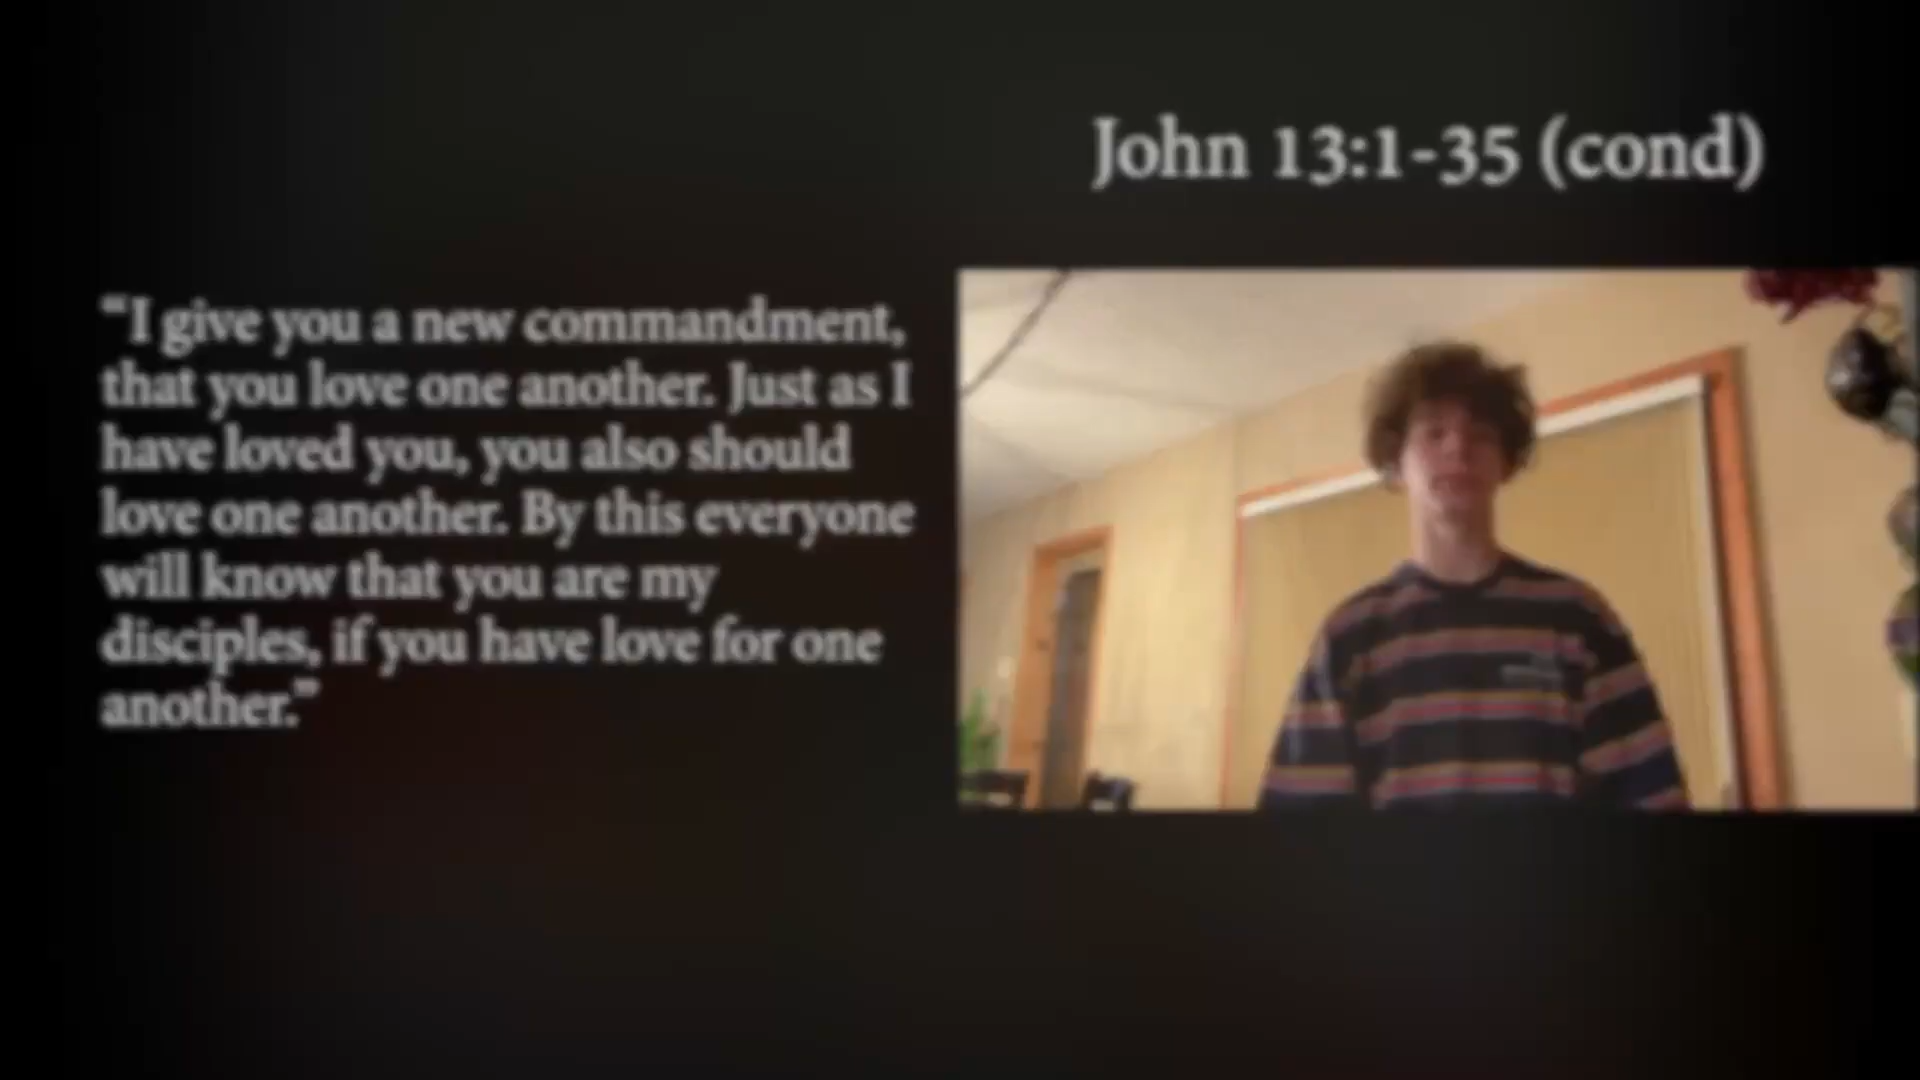 John 13:1-35 (cond)
“I give you a new commandment,
that you love one another. Just as I
have loved you, you also should
love one another. By this everyone
will know that you are my
disciples, if you have love for one
another.”